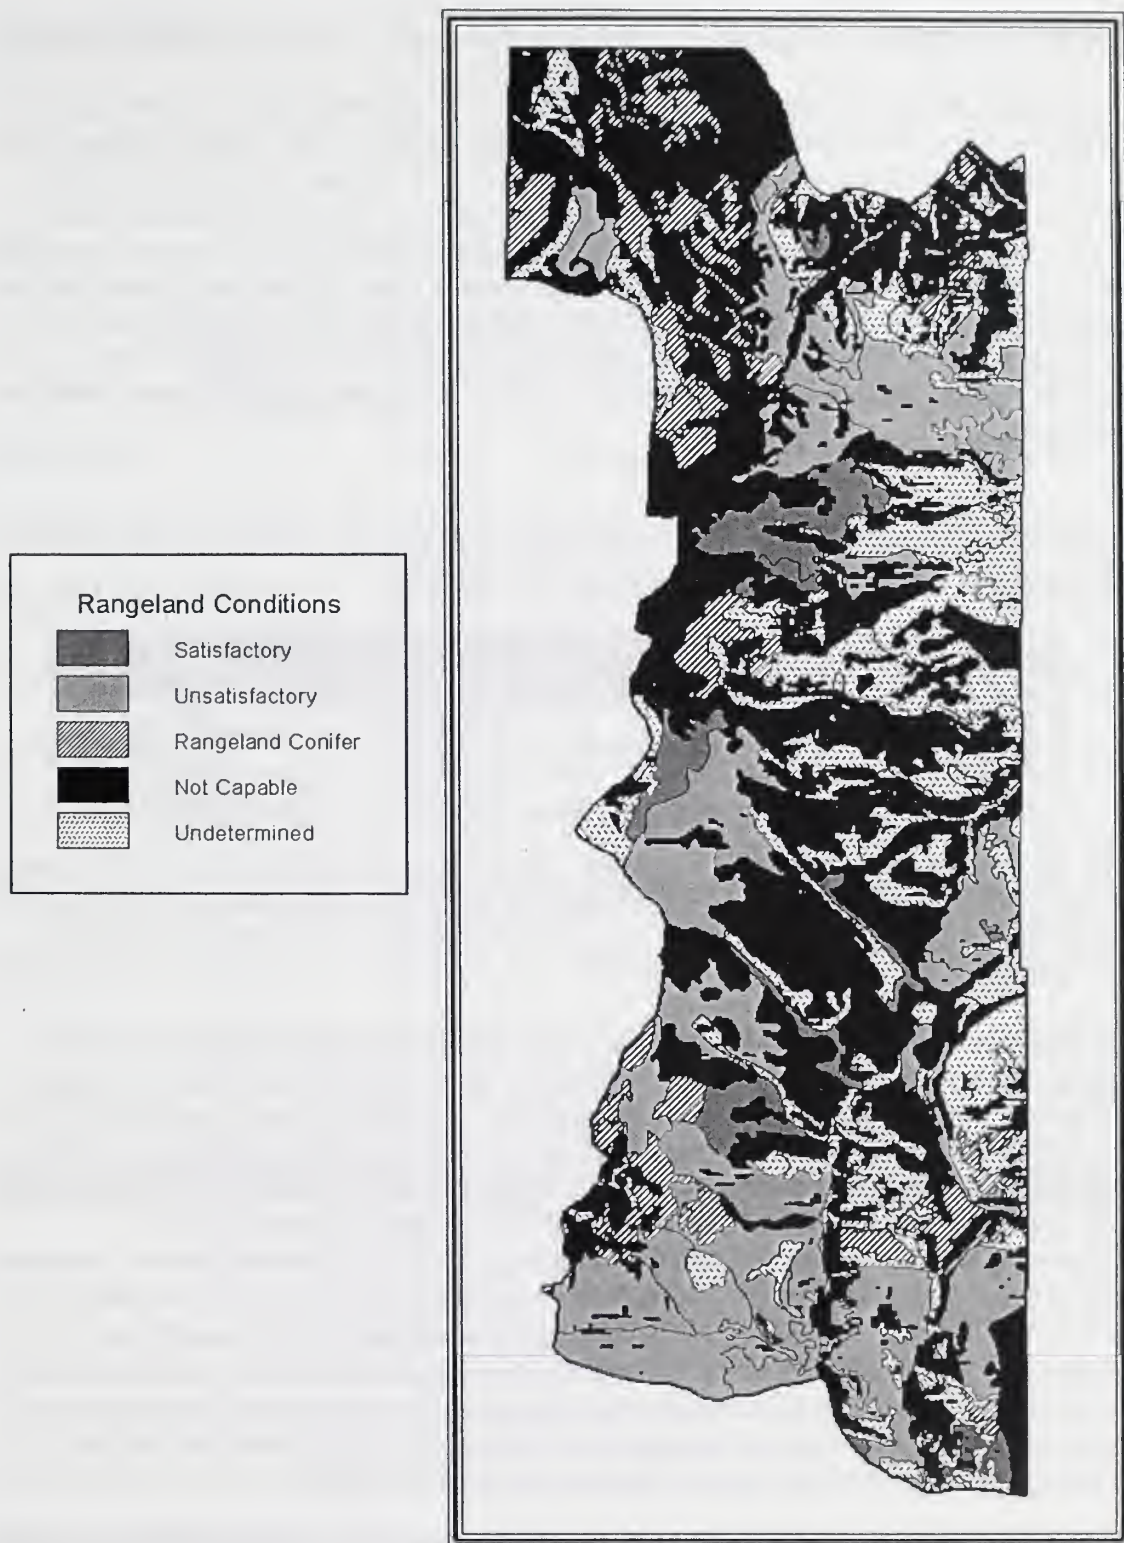 Rangeland Conditions
Satisfactory
Unsatisfactory
Rangeland Conifer
Not Capable
Undetermined